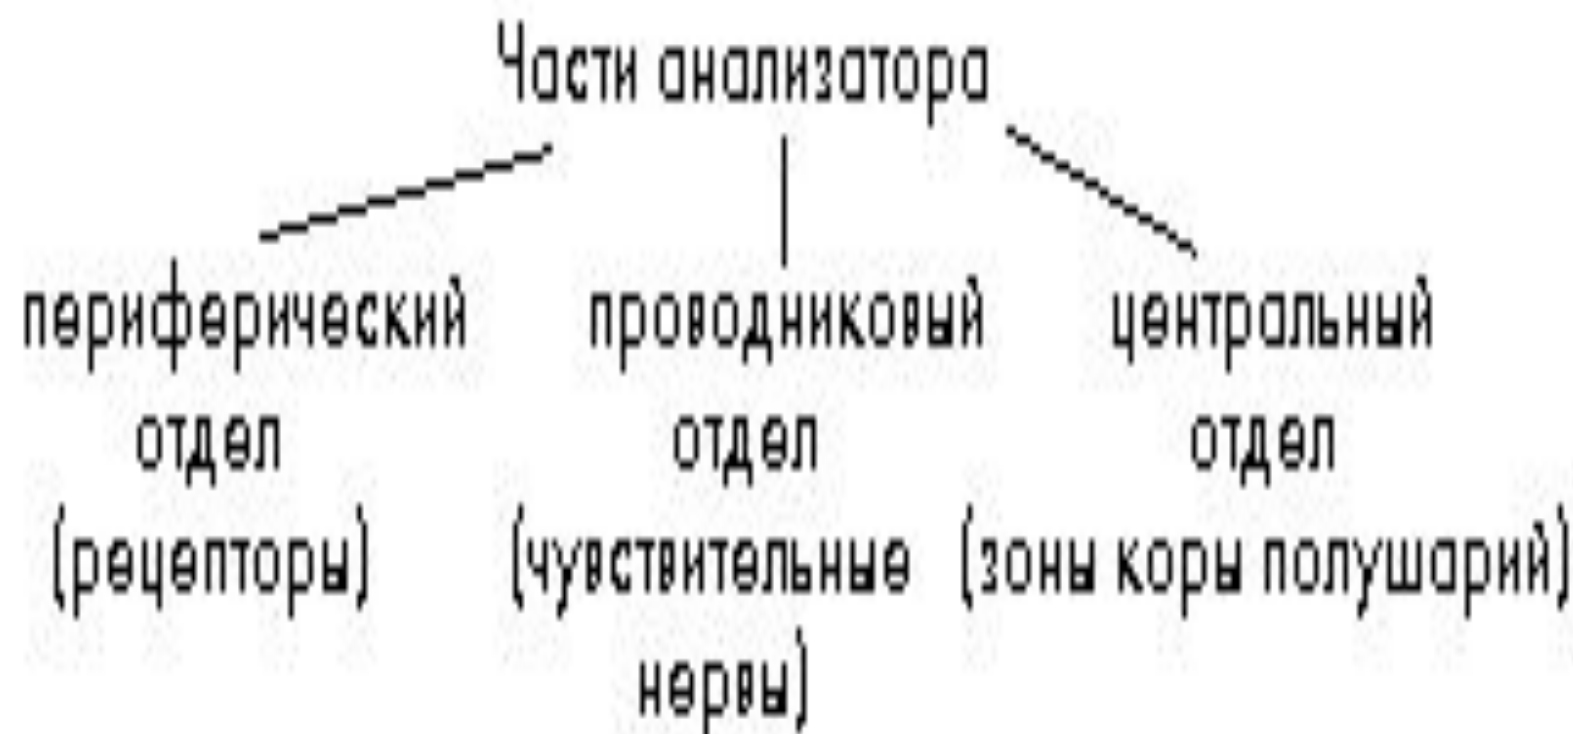 Части анализатора
периферический проводниковый центральный
отдел отдел отдел
(рецепторы) (чувствительные (зоны коры полушарий)
нервы)